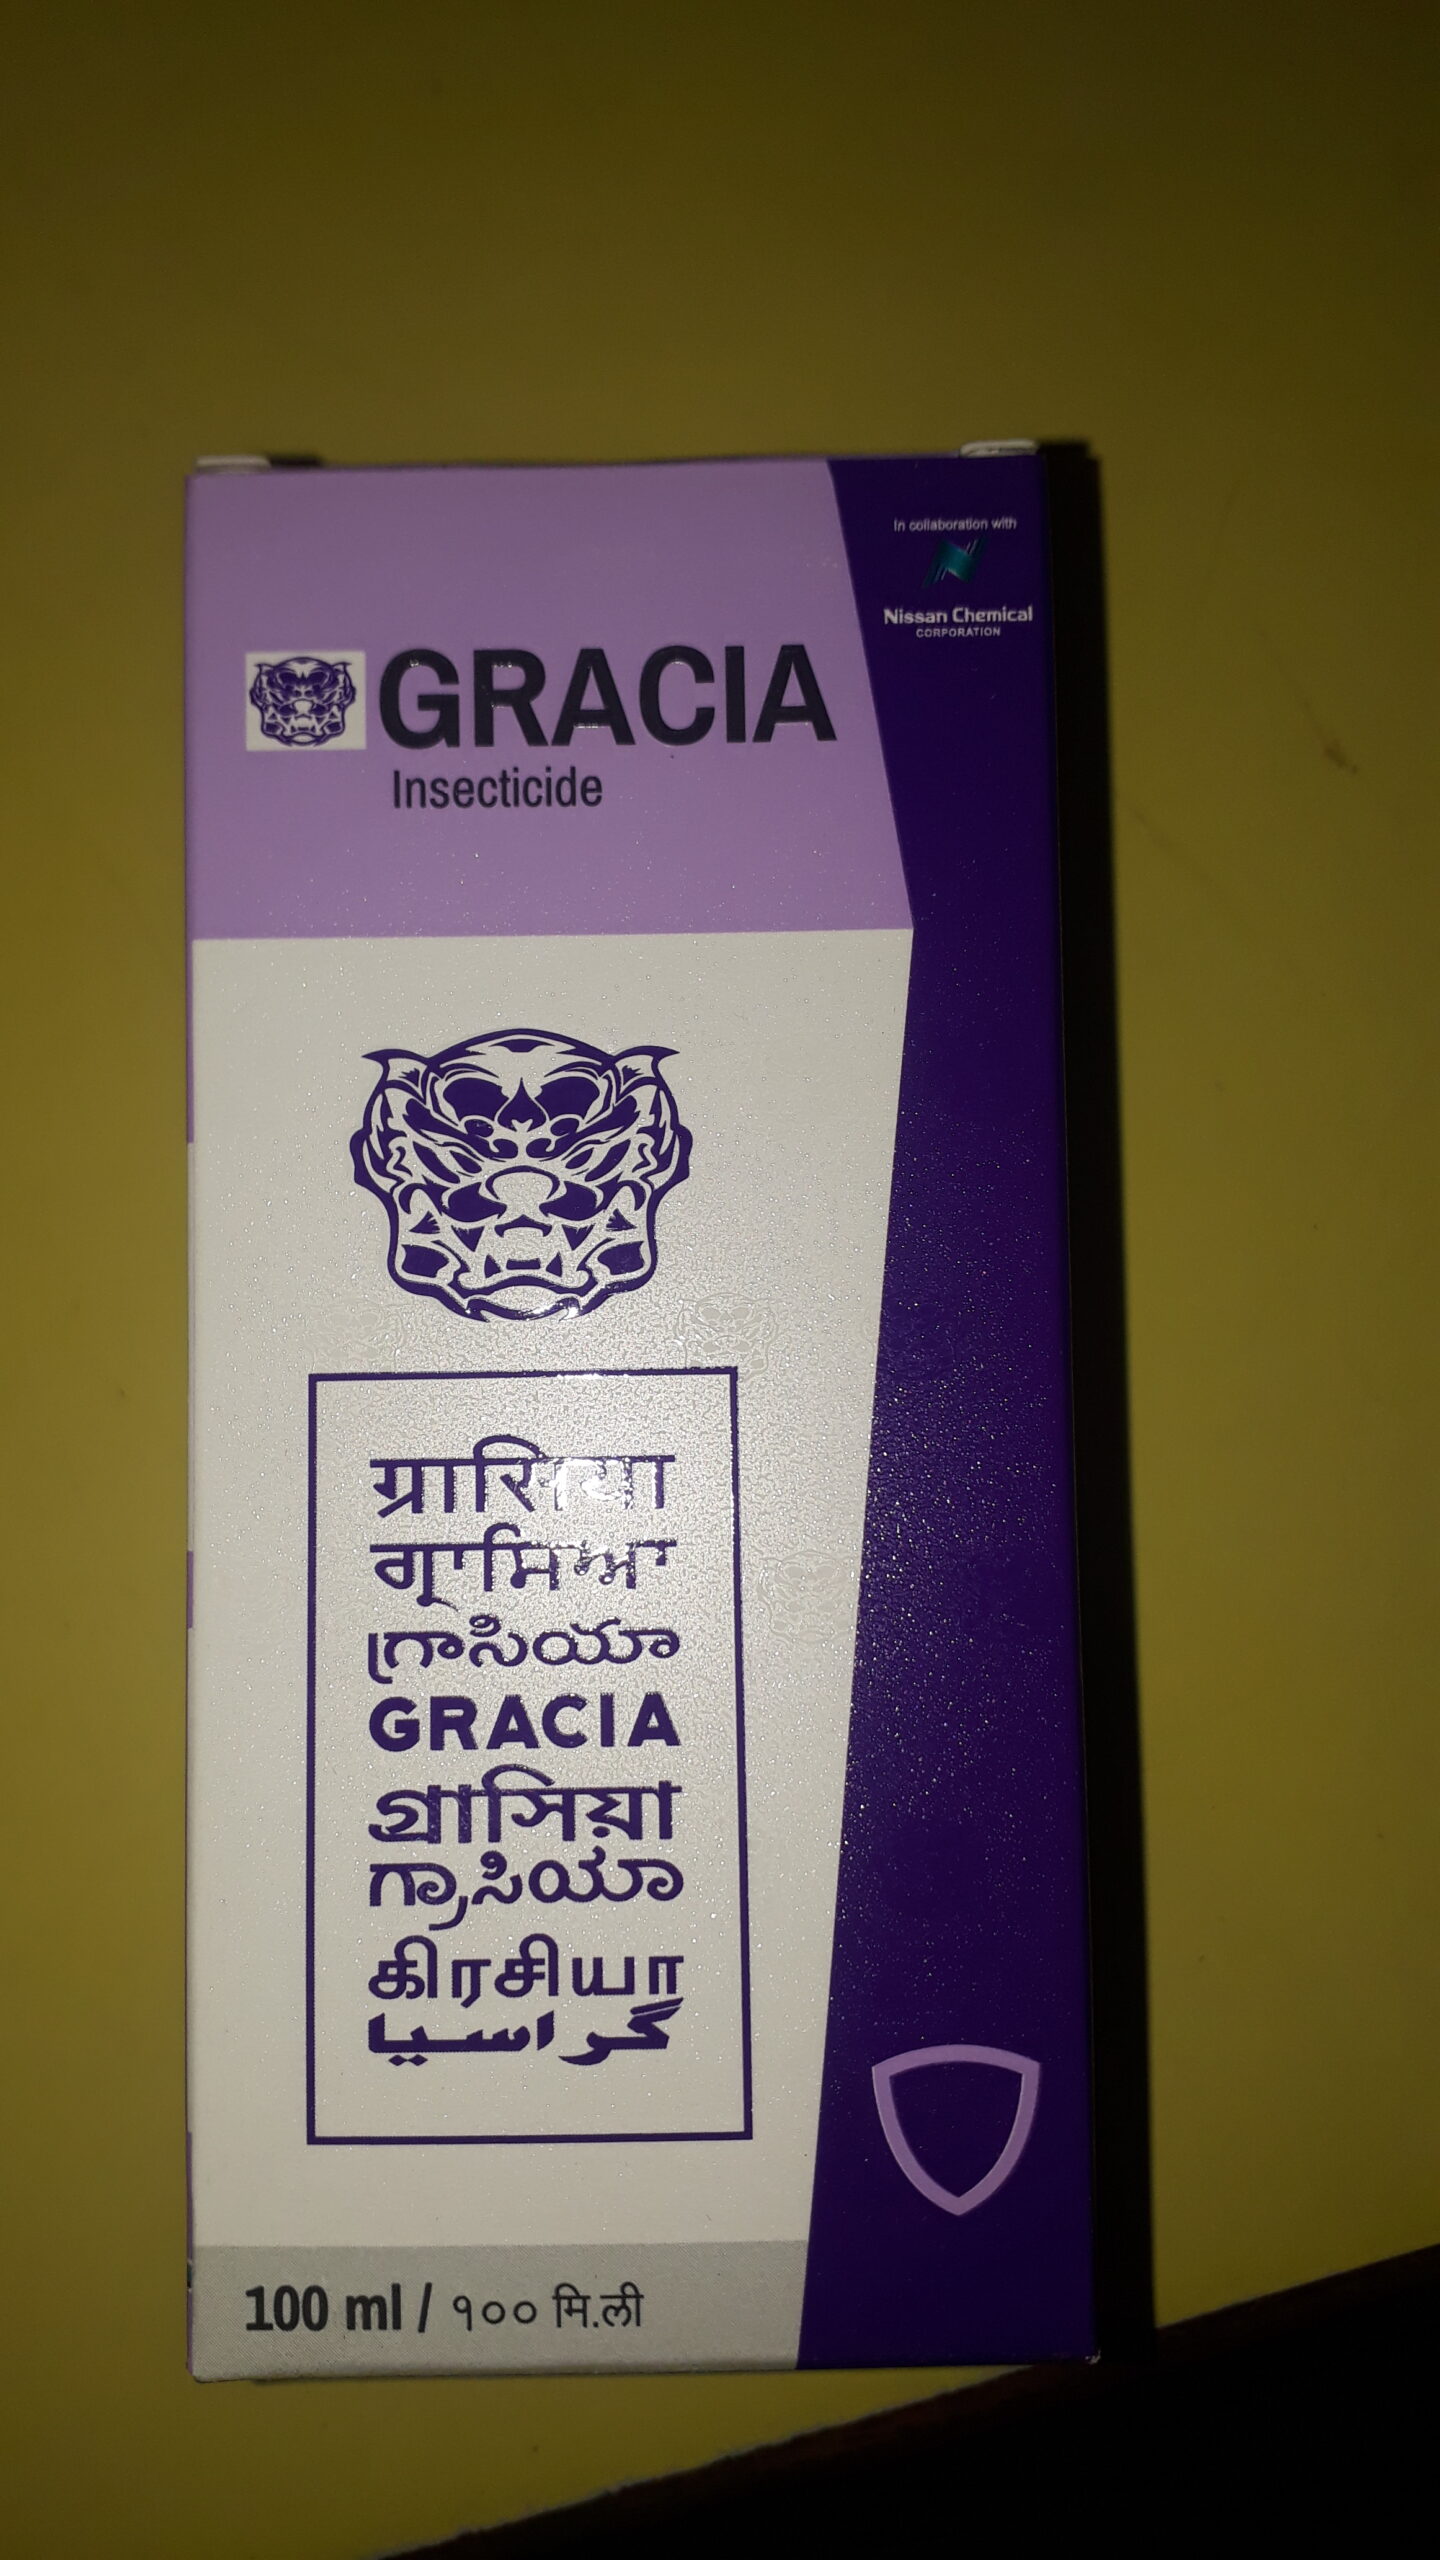 In collaboration with
Nissan Chemical
CORPORATION
GRACIA
Insecticide
ग्रासिया
ਗ੍ਰਾਸਿਆ
గ్రాసియా
GRACIA
গ্রাসিয়া
ಗ್ರಾಸಿಯಾ
கிரசியா
گراسیا
100 ml / १०० मि.ली